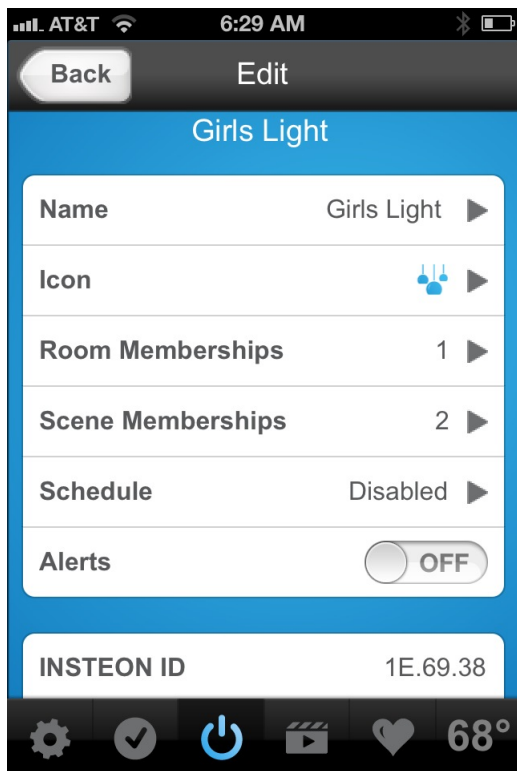 AT&T 6:29 AM
Back Edit
Girls Light
Name Girls Light
Icon
Room Memberships 1
Scene Memberships 2
Schedule Disabled
Alerts OFF
INSTEON ID 1E.69.38
68°